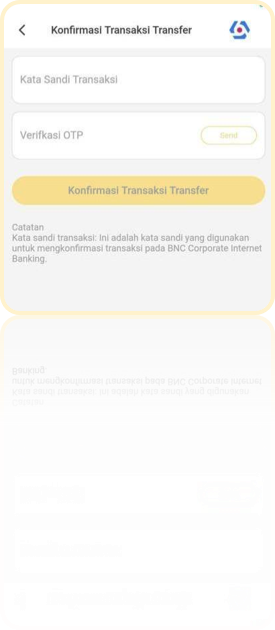 Konfirmasi Transaksi Transfer
Kata Sandi Transaksi
Verifkasi OTP
Send
Konfirmasi Transaksi Transfer
Catatan
Kata sandi transaksi: Ini adalah kata sandi yang digunakan
untuk mengkonfirmasi transaksi pada BNC Corporate Internet
Banking.